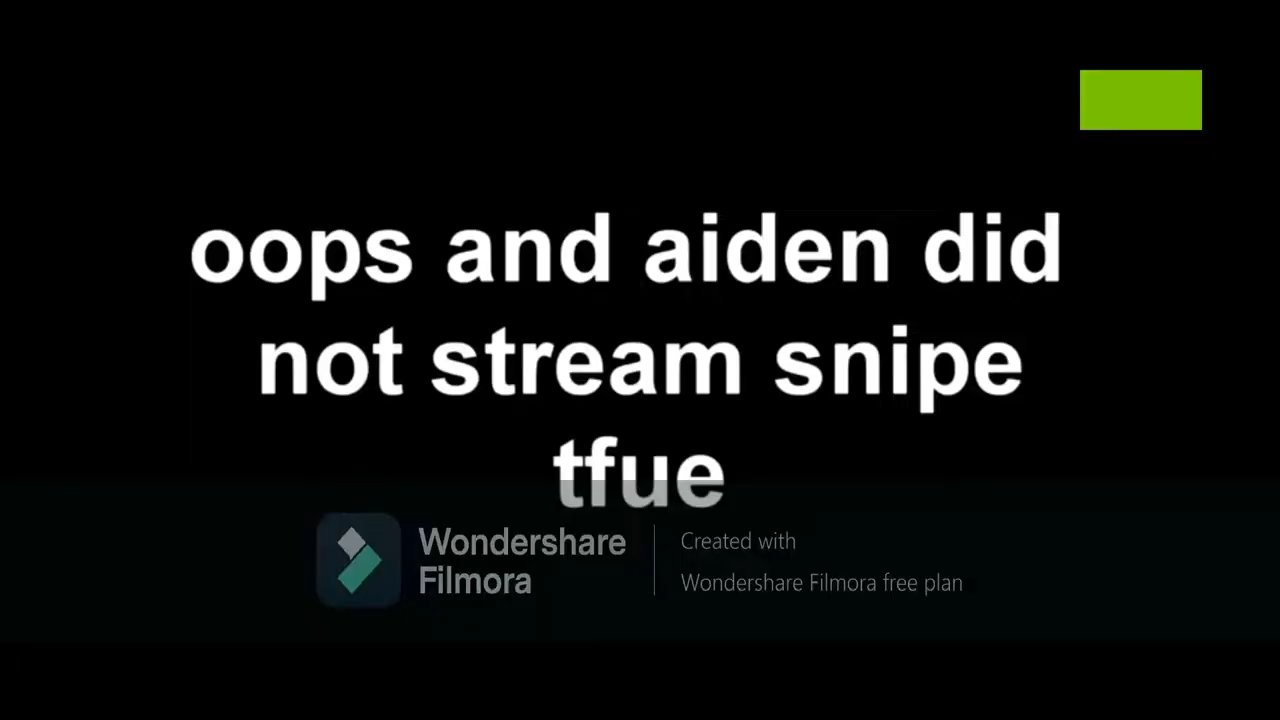 oops and aiden did
not stream snipe
tfue
Wondershare
Filmora
Created with
Wondershare Filmora free plan